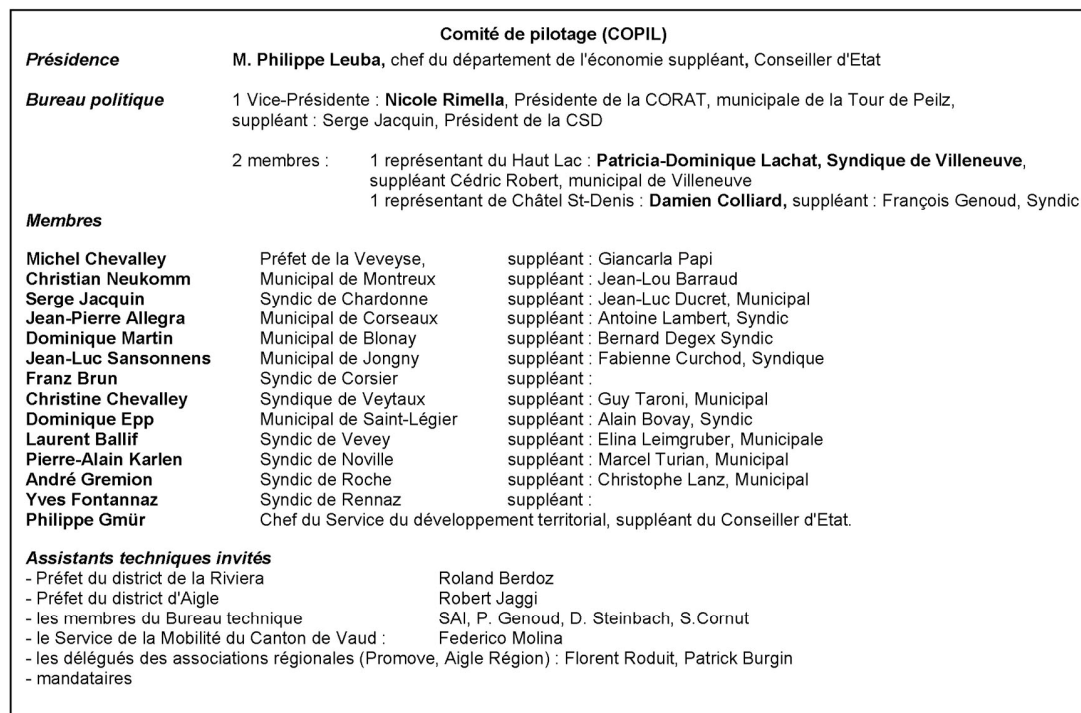 Comité de pilotage (COPIL)
Présidence M. Philippe Leuba, chef du département de l'économie suppléant, Conseiller d'Etat
Bureau politique 1 Vice-Présidente : Nicole Rimella, Présidente de la CORAT, municipale de la Tour de Peilz,
suppléant : Serge Jacquin, Président de la CSD
2 membres : 1 représentant du Haut Lac : Patricia-Dominique Lachat, Syndique de Villeneuve,
suppléant Cédric Robert, municipal de Villeneuve
1 représentant de Châtel St-Denis : Damien Colliard, suppléant : François Genoud, Syndic
Membres
Michel Chevalley Préfet de la Veveyse, suppléant : Giancarla Papi
Christian Neukomm Municipal de Montreux suppléant : Jean-Lou Barraud
Serge Jacquin Syndic de Chardonne suppléant : Jean-Luc Ducret, Municipal
Jean-Pierre Allegra Municipal de Corseaux suppléant : Antoine Lambert, Syndic
Dominique Martin Municipal de Blonay suppléant : Bernard Degex Syndic
Jean-Luc Sansonnens Municipal de Jongny suppléant : Fabienne Curchod, Syndique
Franz Brun Syndic de Corsier suppléant :
Christine Chevalley Syndique de Veytaux suppléant : Guy Taroni, Municipal
Dominique Epp Municipal de Saint-Légier suppléant : Alain Bovay, Syndic
Laurent Ballif Syndic de Vevey suppléant : Elina Leimgruber, Municipale
Pierre-Alain Karlen Syndic de Noville suppléant : Marcel Turian, Municipal
André Gremion Syndic de Roche suppléant : Christophe Lanz, Municipal
Yves Fontannaz Syndic de Rennaz suppléant :
Philippe Gmür Chef du Service du développement territorial, suppléant du Conseiller d'Etat.
Assistants techniques invités
- Préfet du district de la Riviera Roland Berdoz
- Préfet du district d'Aigle Robert Jaggi
- les membres du Bureau technique SAI, P. Genoud, D. Steinbach, S.Cornut
- le Service de la Mobilité du Canton de Vaud : Federico Molina
- les délégués des associations régionales (Promove, Aigle Région) : Florent Roduit, Patrick Burgin
- mandataires